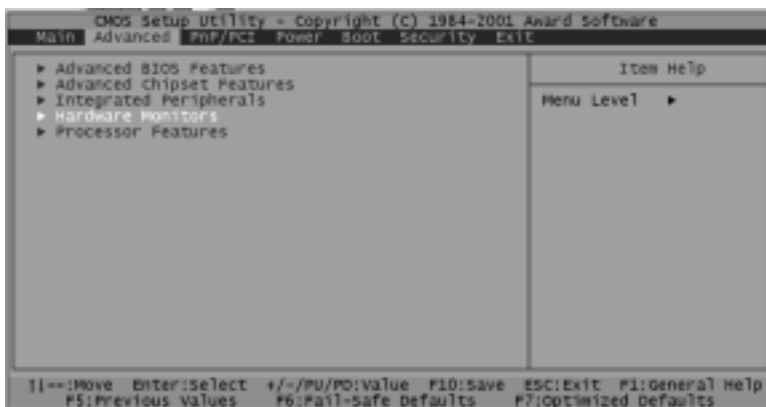 CMOS Setup Utility - Copyright (C) 1984-2001 Award Software
Main Advanced PnP/PCI Power Boot Security Exit
▶ Advanced BIOS Features
▶ Advanced Chipset Features
▶ Integrated Peripherals
▶ Hardware Monitors
▶ Processor Features
Item Help
Menu Level ▶
↑↓←→:Move Enter:Select +/-/PU/PD:Value F10:Save ESC:Exit F1:General Help
F5:Previous Values F6:Fail-Safe Defaults F7:Optimized Defaults